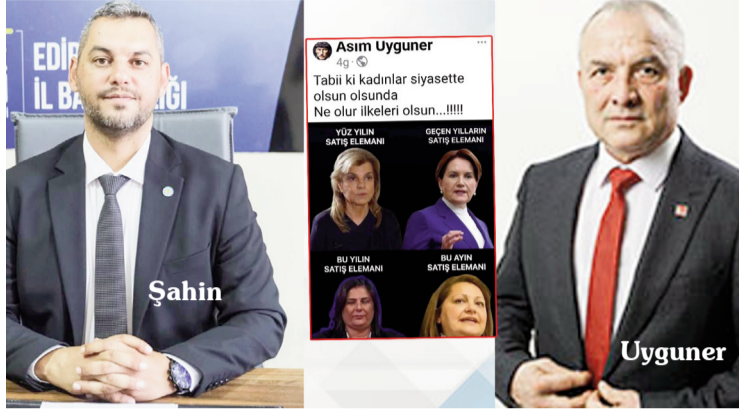 EDİR
İL BA
IĞI
Şahin
Asım Uyguner
4g
Tabii ki kadınlar siyasette
olsun olsunda
Ne olur ilkeleri olsun...!!!!!
YÜZ YILIN
SATIŞ ELEMANI
GEÇEN YILLARIN
SATIŞ ELEMANI
BU YILIN
SATIŞ ELEMANI
BU AYIN
SATIŞ ELEMANI
Uyguner